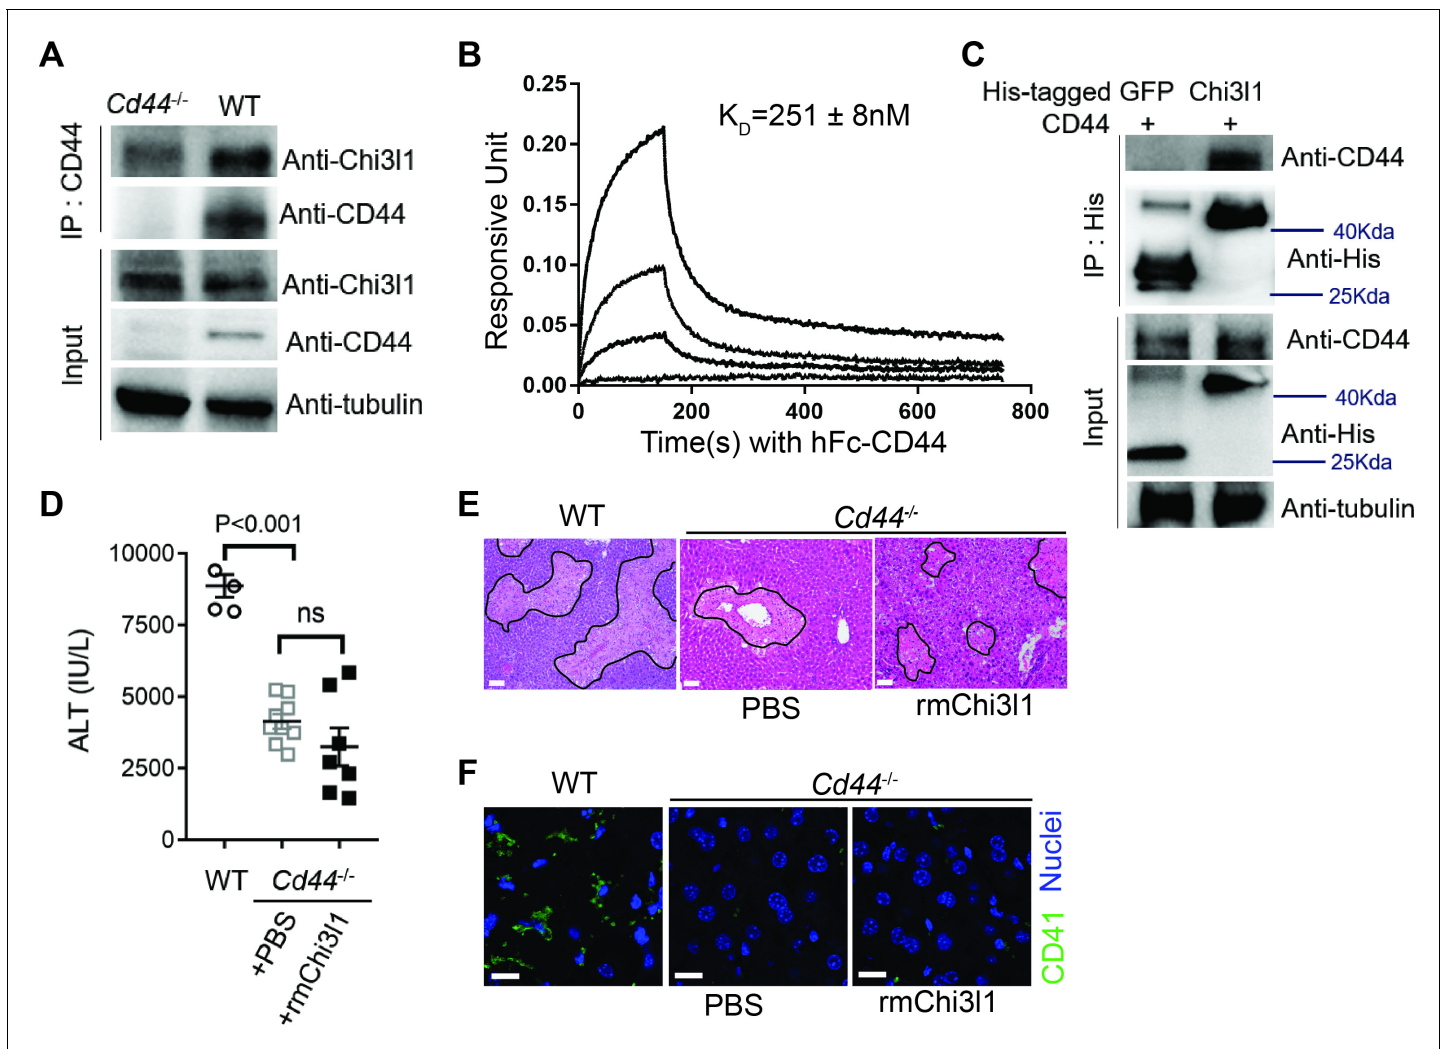 A
Cd44-/- WT
IP : CD44
Anti-Chi3l1
Anti-CD44
Input
Anti-Chi3l1
Anti-CD44
Anti-tubulin
B
Responsive Unit
0.25
0.20
0.15
0.10
0.05
0.00
KD=251 ± 8nM
0 200 400 600 800
Time(s) with hFc-CD44
C
His-tagged GFP Chi3l1
CD44 + +
IP : His
Anti-CD44
40Kda
Anti-His
25Kda
Input
Anti-CD44
40Kda
Anti-His
25Kda
Anti-tubulin
D
P<0.001
ns
ALT (IU/L)
10000
7500
5000
2500
0
WT Cd44-/-
+PBS
+rmChi3l1
E
WT Cd44-/-
PBS rmChi3l1
F
WT Cd44-/-
PBS rmChi3l1
CD41 Nuclei